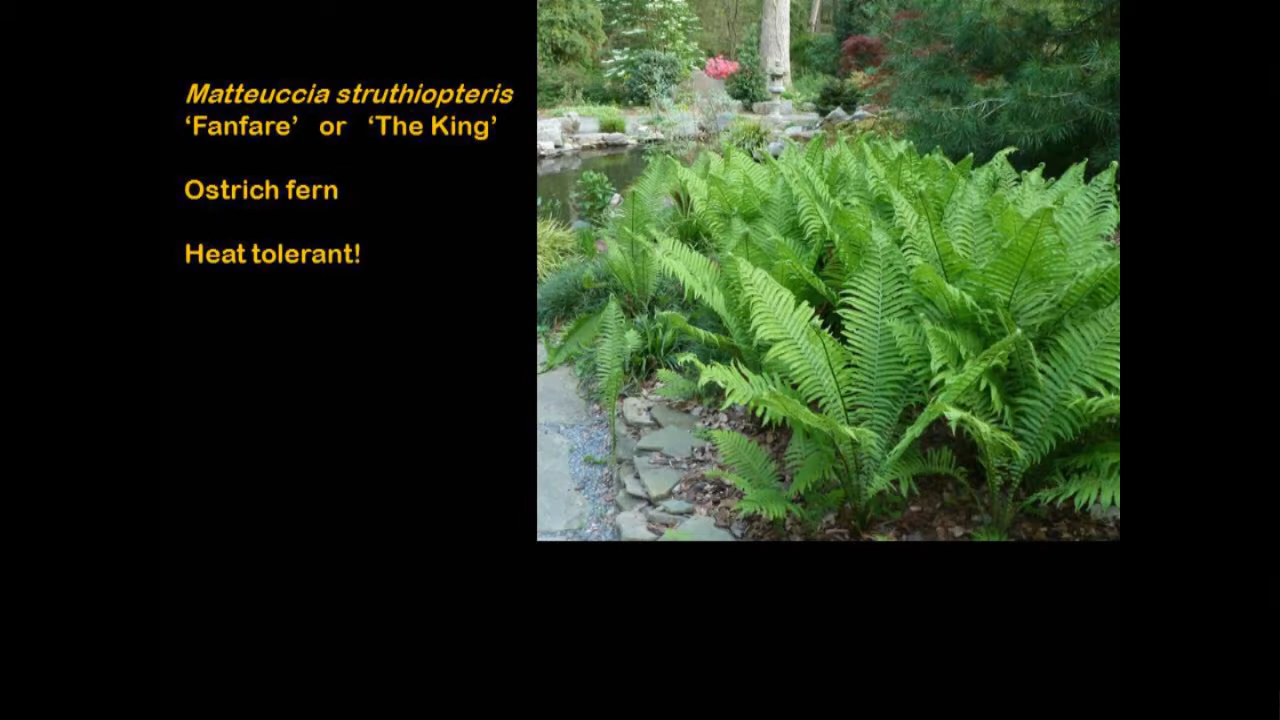 Matteuccia struthiopteris
‘Fanfare’ or ‘The King’
Ostrich fern
Heat tolerant!